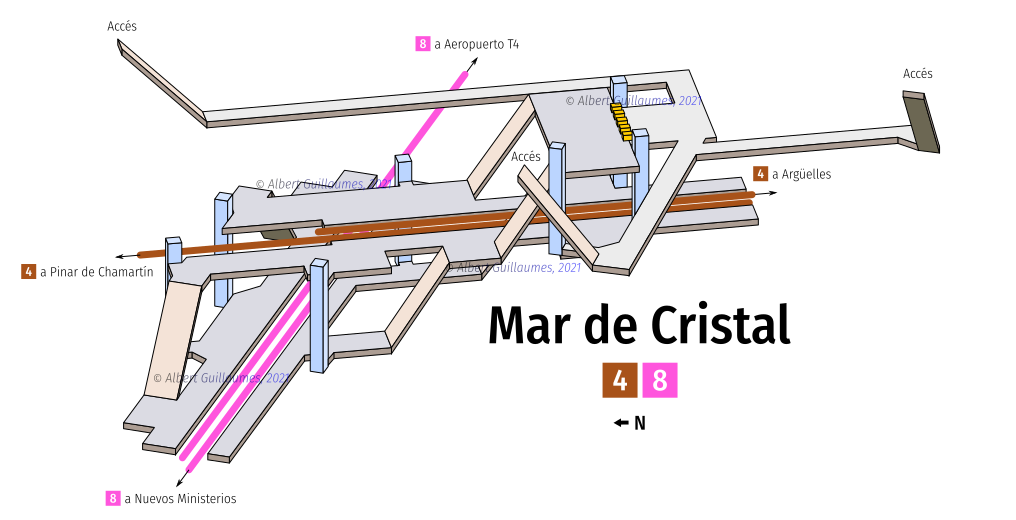 Accés
8 a Aeropuerto T4
Accés
© Albert Guillaumes, 2021
Accés
4 a Argüelles
© Albert Guillaumes, 2021
4 a Pinar de Chamartín
© Albert Guillaumes, 2021
Mar de Cristal
4 8
© Albert Guillaumes, 2021
N
8 a Nuevos Ministerios